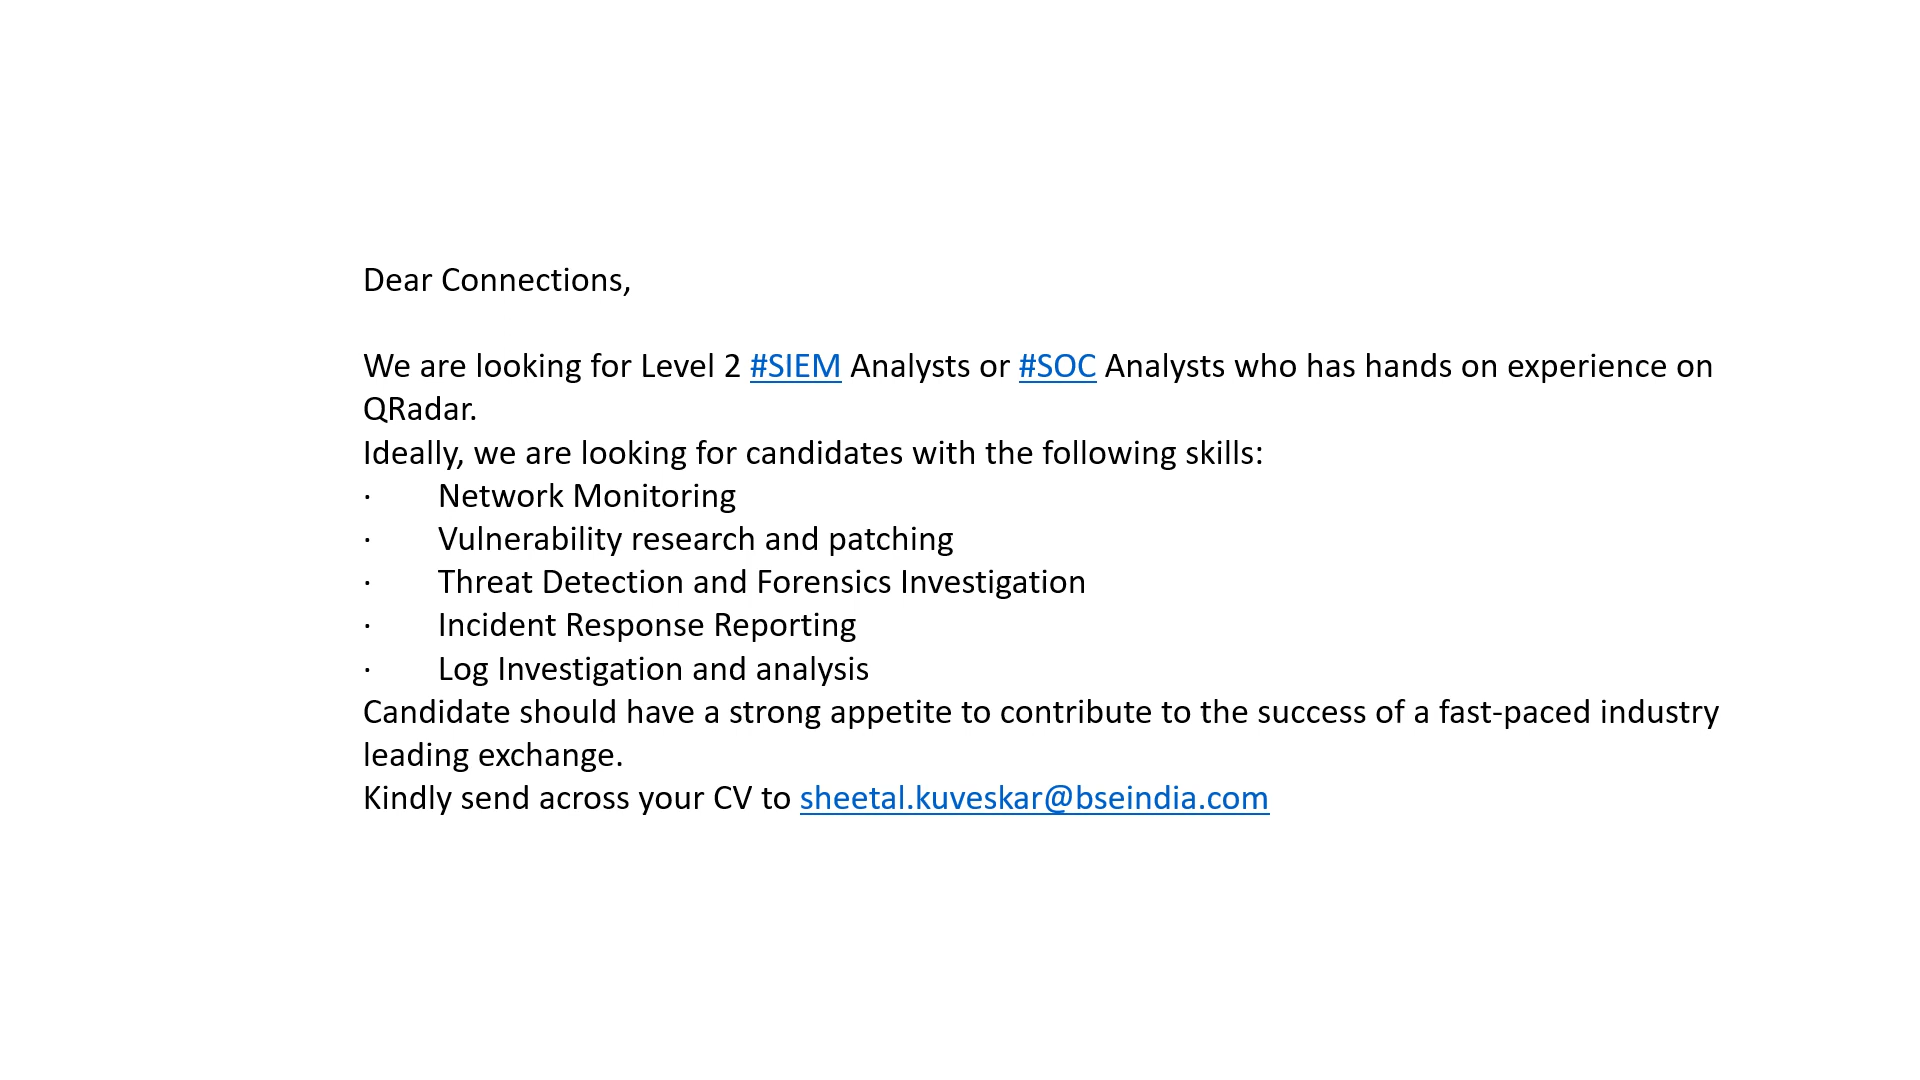 Dear Connections,
We are looking for Level 2 #SIEM Analysts or #SOC Analysts who has hands on experience on
QRadar.
Ideally, we are looking for candidates with the following skills:
· Network Monitoring
· Vulnerability research and patching
· Threat Detection and Forensics Investigation
· Incident Response Reporting
· Log Investigation and analysis
Candidate should have a strong appetite to contribute to the success of a fast-paced industry
leading exchange.
Kindly send across your CV to sheetal.kuveskar@bseindia.com